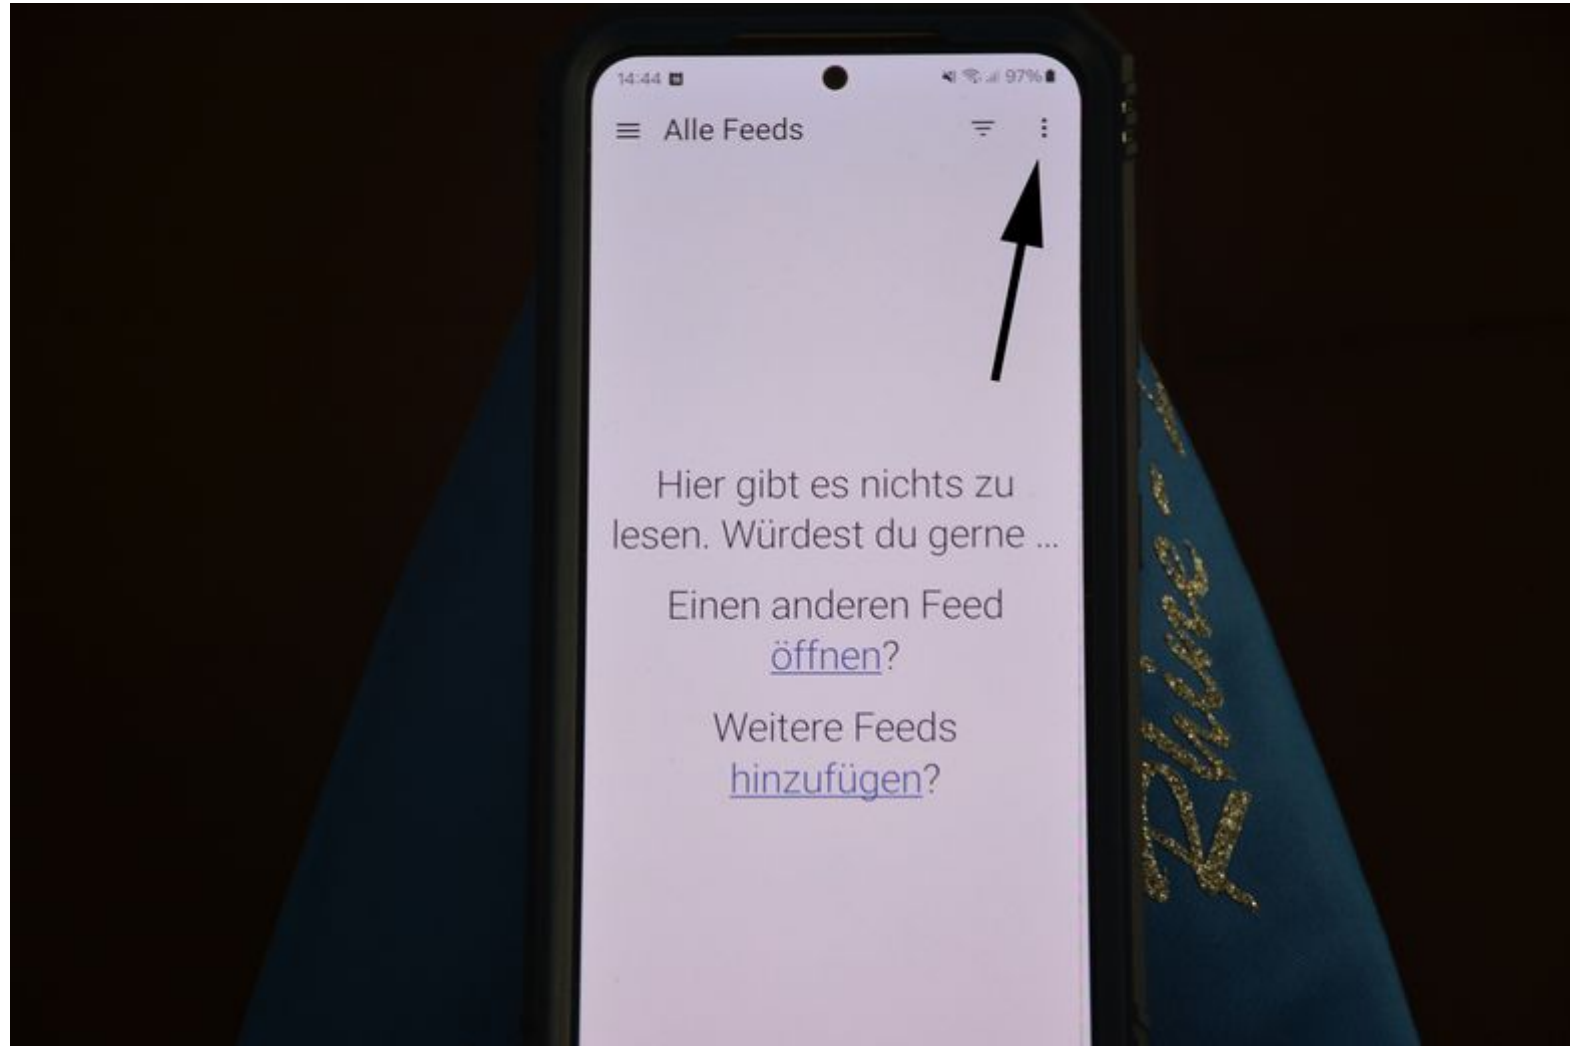 14:44
97%
Alle Feeds
Hier gibt es nichts zu
lesen. Würdest du gerne ...
Einen anderen Feed
öffnen?
Weitere Feeds
hinzufügen?
Rhine -